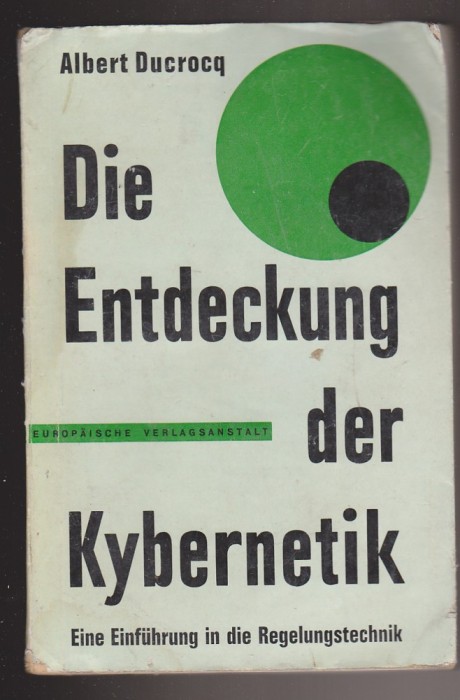 Albert Ducrocq
Die
Entdeckung
der
EUROPÄISCHE VERLAGSANSTALT
Kybernetik
Eine Einführung in die Regelungstechnik